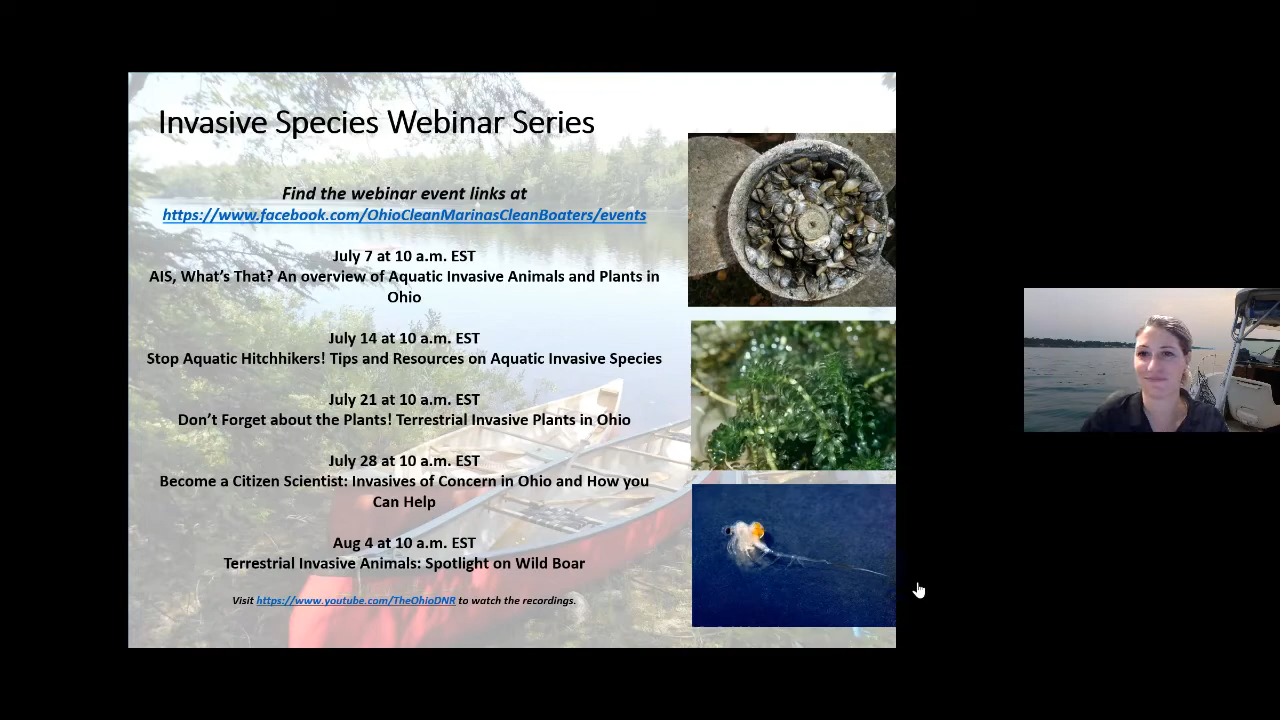 Invasive Species Webinar Series
Find the webinar event links at
https://www.facebook.com/OhioCleanMarinasCleanBoaters/events
July 7 at 10 a.m. EST
AIS, What's That? An overview of Aquatic Invasive Animals and Plants in
Ohio
July 14 at 10 a.m. EST
Stop Aquatic Hitchhikers! Tips and Resources on Aquatic Invasive Species
July 21 at 10 a.m. EST
Don't Forget about the Plants! Terrestrial Invasive Plants in Ohio
July 28 at 10 a.m. EST
Become a Citizen Scientist: Invasives of Concern in Ohio and How you
Can Help
Aug 4 at 10 a.m. EST
Terrestrial Invasive Animals: Spotlight on Wild Boar
Visit https://www.youtube.com/TheOhioDNR to watch the recordings.